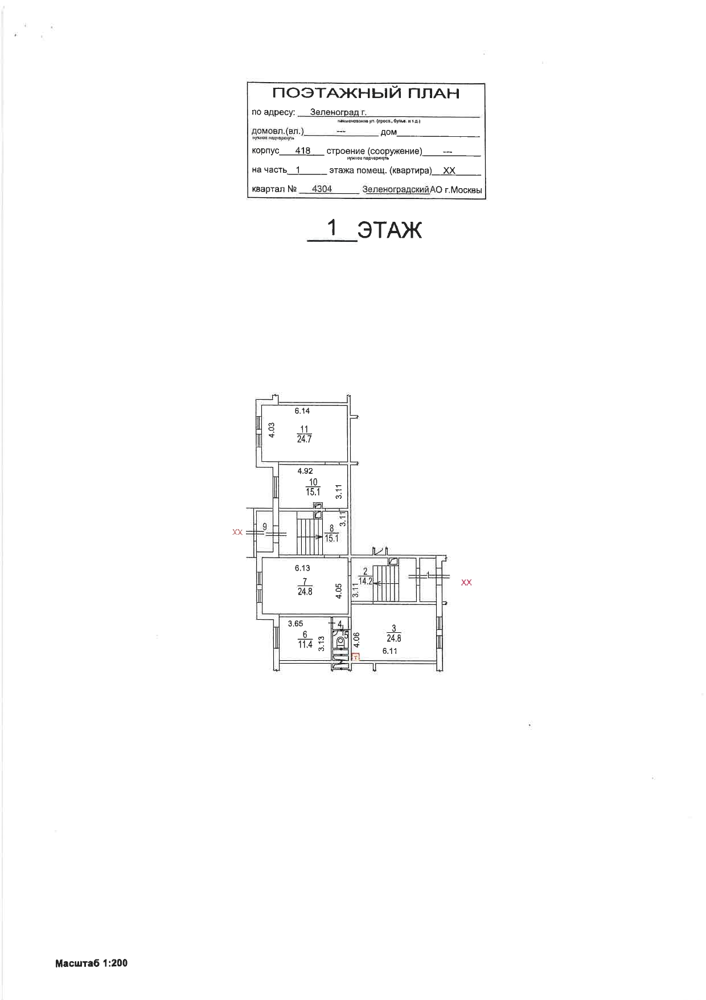 ПОЭТАЖНЫЙ ПЛАН
по адресу: Зеленоград г.
наименование ул. (просп., бульв. и т.д.)
домовл.(вл.) --- дом
нужное подчеркнуть
корпус 418 строение (сооружение) ---
нужное подчеркнуть
на часть 1 этажа помещ. (квартира) XX
квартал № 4304 Зеленоградский АО г.Москвы
1 ЭТАЖ
6.14
4.03
11
24.7
4.92
10
15.1
3.11
9
XX
8
15.1
3.11
6.13
7
24.8
4.05
2
14.2
3.11
1
XX
3.65
6
11.4
3.13
4
5
4.06
3
24.8
6.11
т
Масштаб 1:200